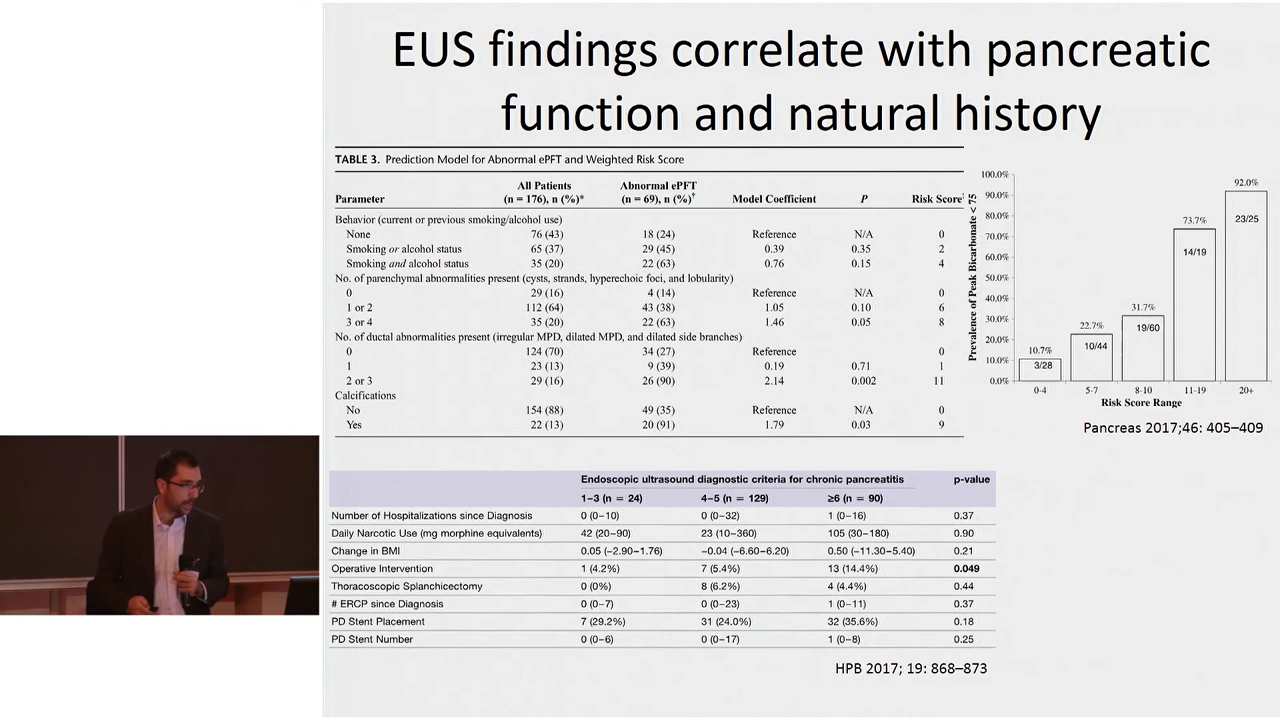 EUS findings correlate with pancreatic
function and natural history
TABLE 3. Prediction Model for Abnormal ePFT and Weighted Risk Score
All Patients Abnormal ePFT
Parameter (n = 176), n (%)* (n = 69), n (%)† Model Coefficient P Risk Score
Behavior (current or previous smoking/alcohol use)
None 76 (43) 18 (24) Reference N/A 0
Smoking or alcohol status 65 (37) 29 (45) 0.39 0.35 2
Smoking and alcohol status 35 (20) 22 (63) 0.76 0.15 4
No. of parenchymal abnormalities present (cysts, strands, hyperechoic foci, and lobularity)
0 29 (16) 4 (14) Reference N/A 0
1 or 2 112 (64) 43 (38) 1.05 0.10 6
3 or 4 35 (20) 22 (63) 1.46 0.05 8
No. of ductal abnormalities present (irregular MPD, dilated MPD, and dilated side branches)
0 124 (70) 34 (27) Reference 0
1 23 (13) 9 (39) 0.19 0.71 1
2 or 3 29 (16) 26 (90) 2.14 0.002 11
Calcifications
No 154 (88) 49 (35) Reference N/A 0
Yes 22 (13) 20 (91) 1.79 0.03 9
Prevalence of Peak Bicarbonate < 75
100.0%
90.0%
80.0%
70.0%
60.0%
50.0%
40.0%
30.0%
20.0%
10.0%
0.0%
10.7% 22.7% 31.7% 73.7% 92.0%
3/28 10/44 19/60 14/19 23/25
0-4 5-7 8-10 11-19 20+
Risk Score Range
Pancreas 2017;46: 405–409
Endoscopic ultrasound diagnostic criteria for chronic pancreatitis p-value
1–3 (n = 24) 4–5 (n = 129) ≥6 (n = 90)
Number of Hospitalizations since Diagnosis 0 (0–10) 0 (0–32) 1 (0–16) 0.37
Daily Narcotic Use (mg morphine equivalents) 42 (20–90) 23 (10–360) 105 (30–180) 0.90
Change in BMI 0.05 (–2.90–1.76) –0.04 (–6.60–6.20) 0.50 (–11.30–5.40) 0.21
Operative Intervention 1 (4.2%) 7 (5.4%) 13 (14.4%) 0.049
Thoracoscopic Splanchicectomy 0 (0%) 8 (6.2%) 4 (4.4%) 0.44
# ERCP since Diagnosis 0 (0–7) 0 (0–23) 1 (0–11) 0.37
PD Stent Placement 7 (29.2%) 31 (24.0%) 32 (35.6%) 0.18
PD Stent Number 0 (0–6) 0 (0–17) 1 (0–8) 0.25
HPB 2017; 19: 868–873